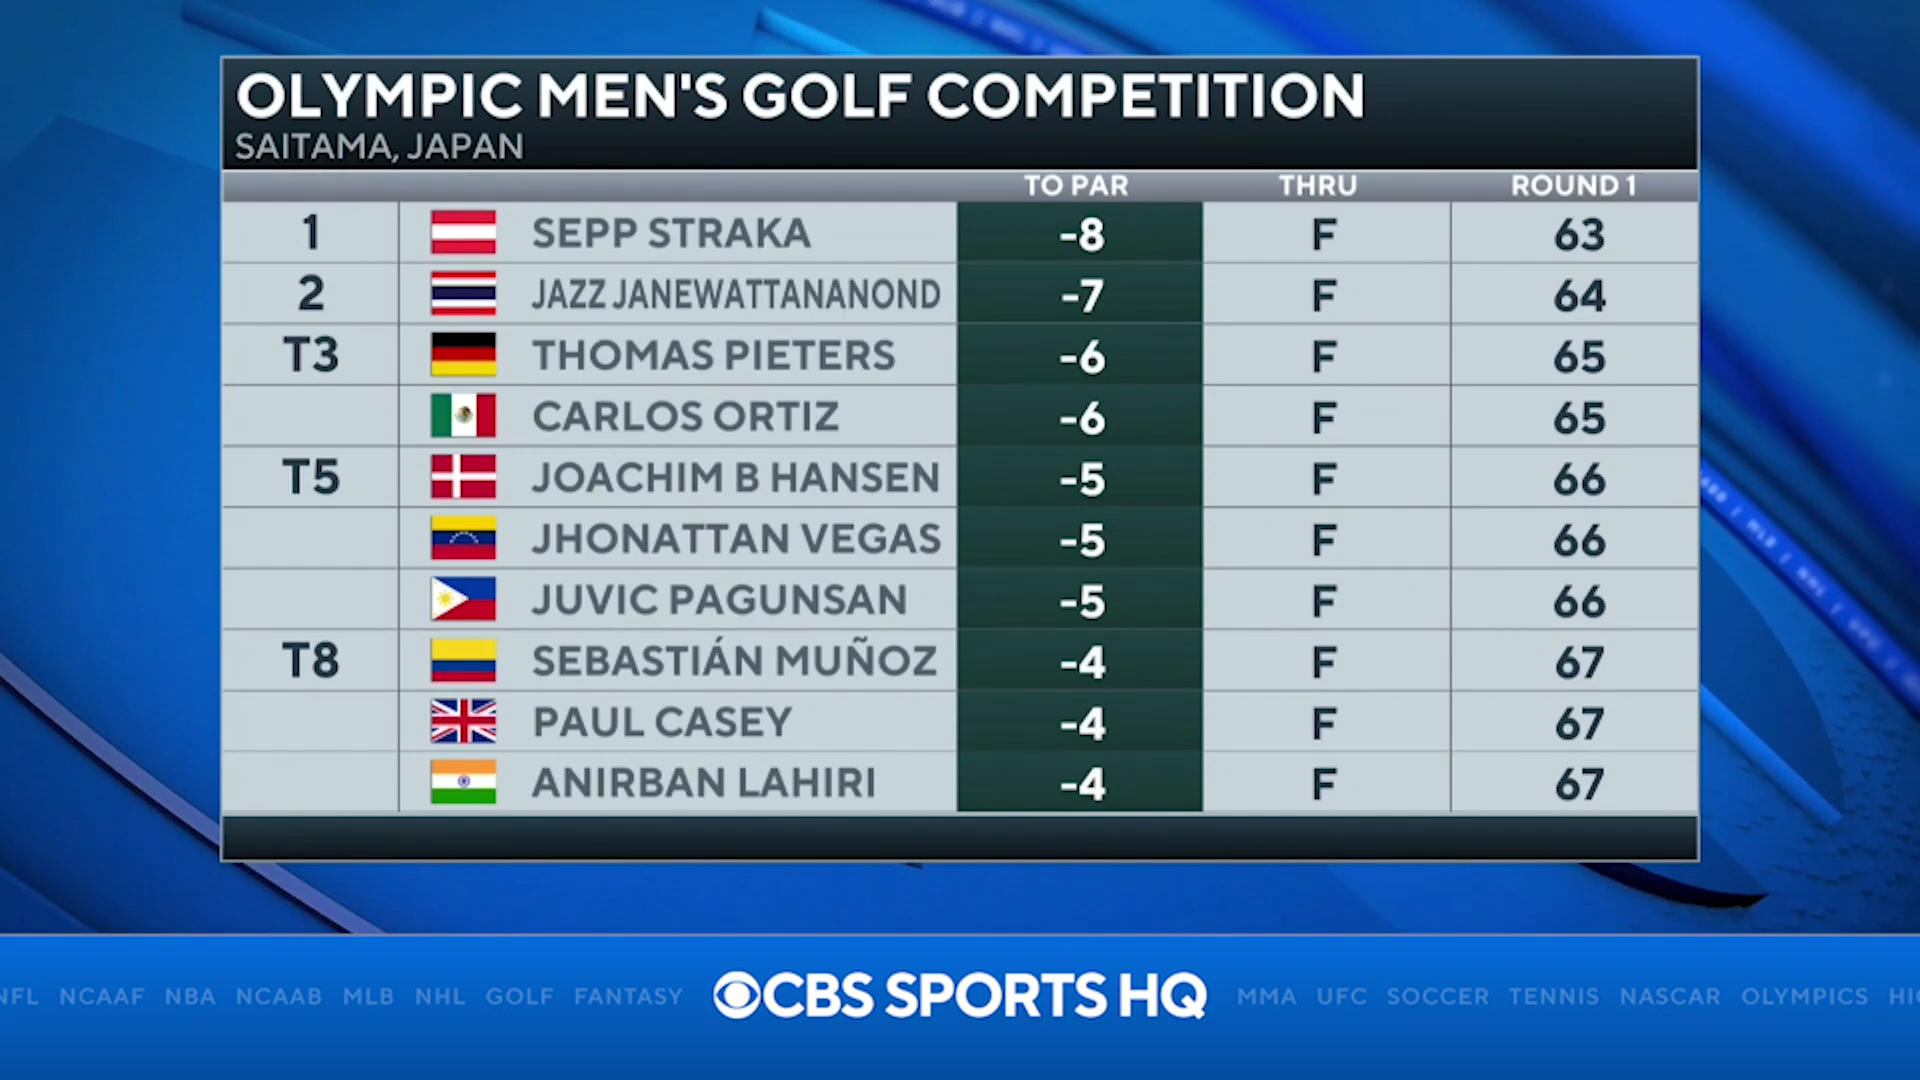 OLYMPIC MEN'S GOLF COMPETITION
SAITAMA, JAPAN
TO PAR THRU ROUND 1
1 SEPP STRAKA -8 F 63
2 JAZZ JANEWATTANANOND -7 F 64
T3 THOMAS PIETERS -6 F 65
CARLOS ORTIZ -6 F 65
T5 JOACHIM B HANSEN -5 F 66
JHONATTAN VEGAS -5 F 66
JUVIC PAGUNSAN -5 F 66
T8 SEBASTIÁN MUÑOZ -4 F 67
PAUL CASEY -4 F 67
ANIRBAN LAHIRI -4 F 67
NFL NCAAF NBA NCAAB MLB NHL GOLF FANTASY CBS SPORTS HQ MMA UFC SOCCER TENNIS NASCAR OLYMPICS